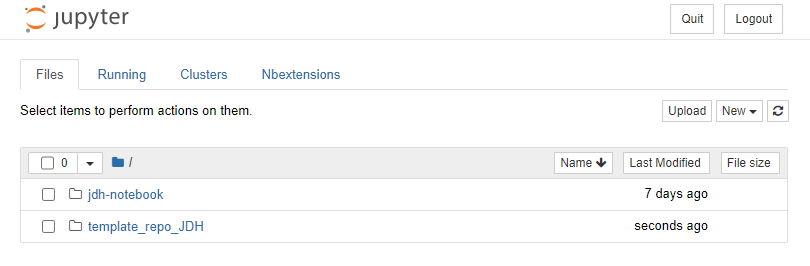 jupyter Quit Logout
Files Running Clusters Nbextensions
Select items to perform actions on them. Upload New
0 / Name Last Modified File size
jdh-notebook 7 days ago
template_repo_JDH seconds ago